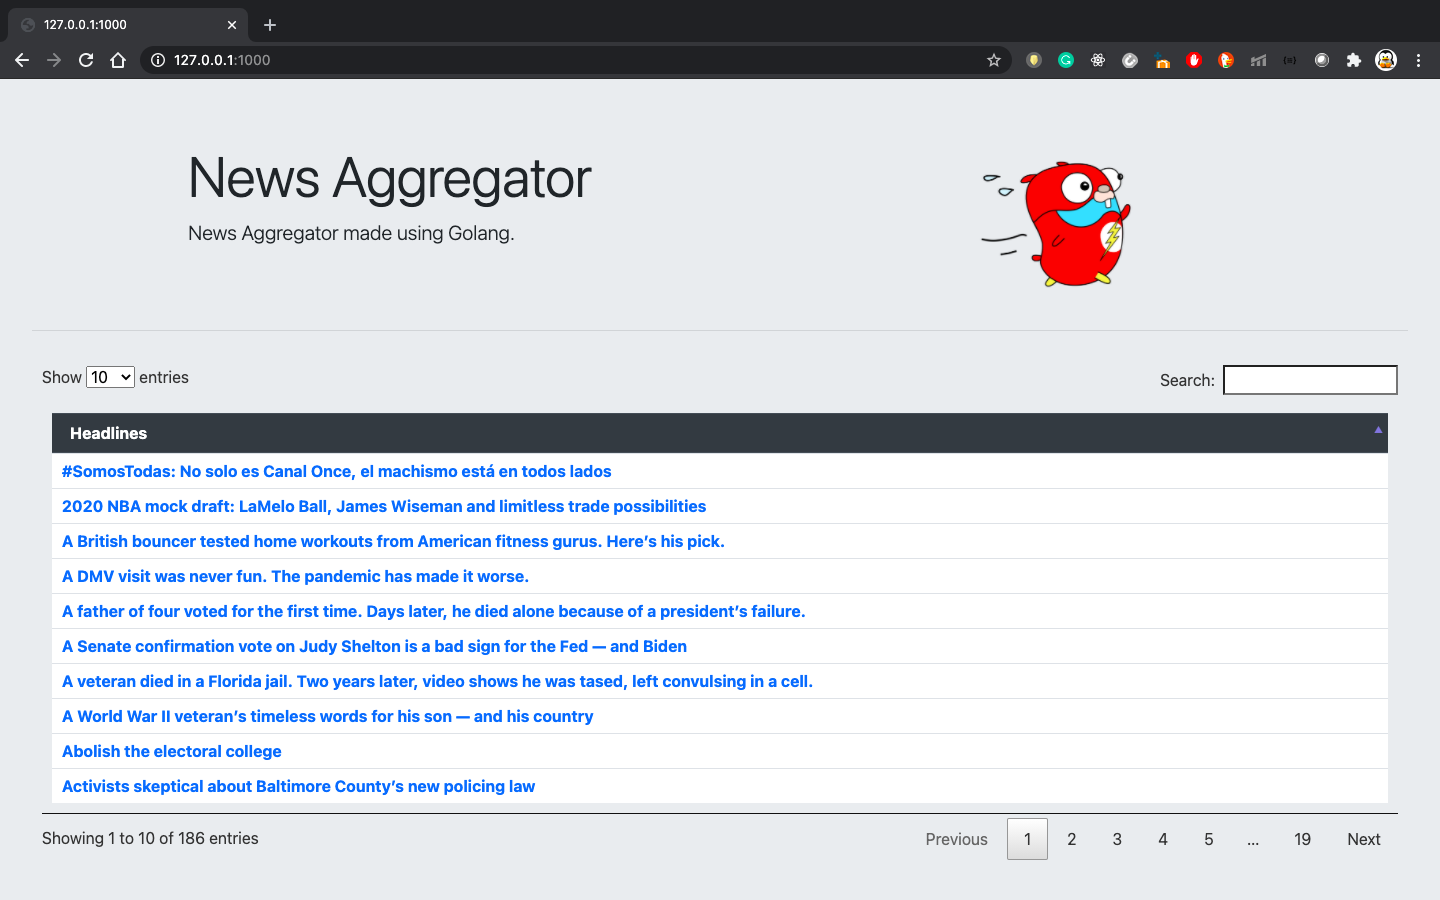 127.0.0.1:1000
127.0.0.1:1000
News Aggregator
News Aggregator made using Golang.
Show 10 entries
Search:
Headlines
#SomosTodas: No solo es Canal Once, el machismo está en todos lados
2020 NBA mock draft: LaMelo Ball, James Wiseman and limitless trade possibilities
A British bouncer tested home workouts from American fitness gurus. Here’s his pick.
A DMV visit was never fun. The pandemic has made it worse.
A father of four voted for the first time. Days later, he died alone because of a president’s failure.
A Senate confirmation vote on Judy Shelton is a bad sign for the Fed — and Biden
A veteran died in a Florida jail. Two years later, video shows he was tased, left convulsing in a cell.
A World War II veteran’s timeless words for his son — and his country
Abolish the electoral college
Activists skeptical about Baltimore County’s new policing law
Showing 1 to 10 of 186 entries
Previous 1 2 3 4 5 … 19 Next